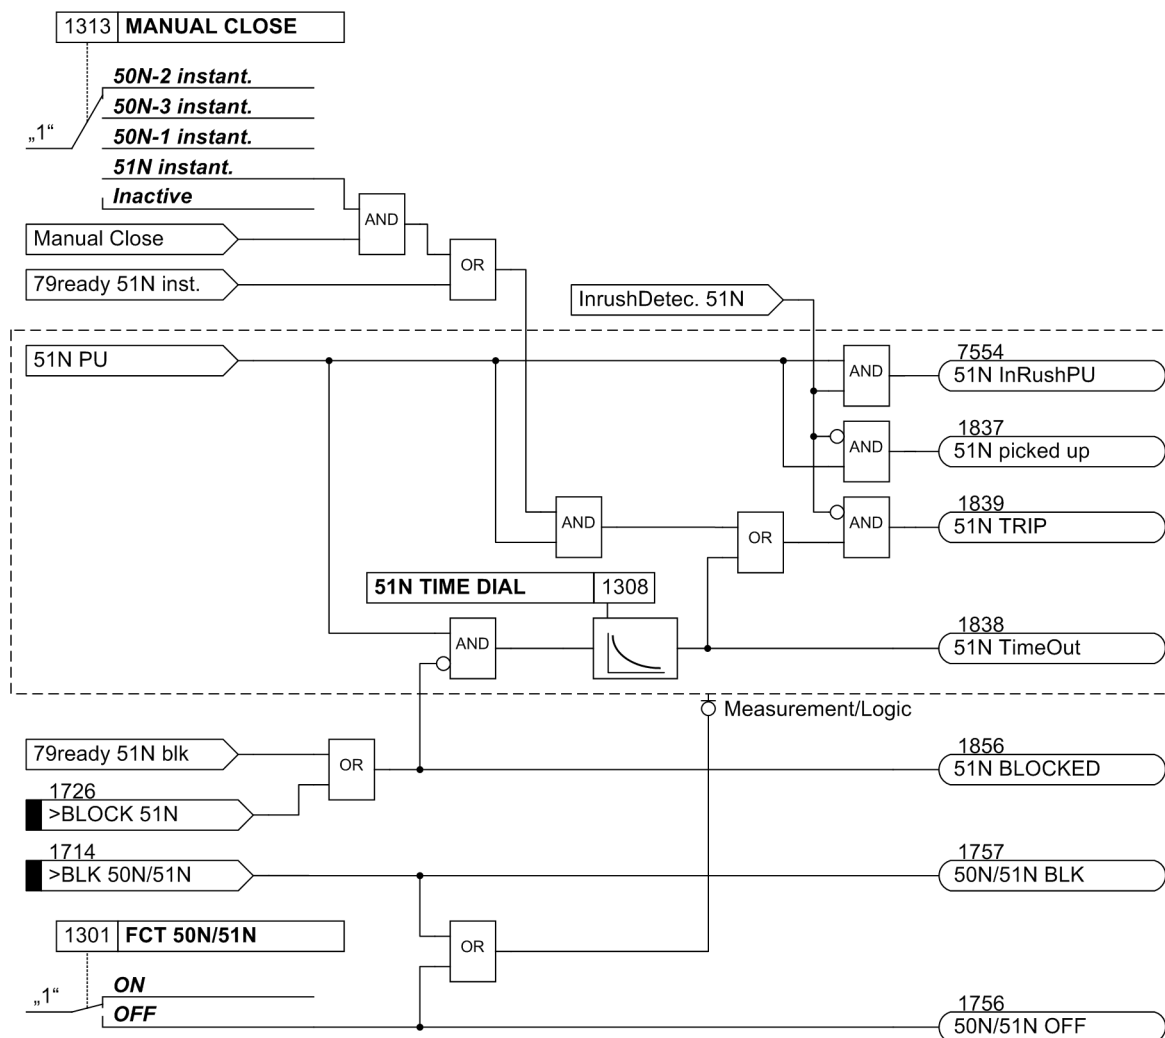 1313 MANUAL CLOSE
50N-2 instant.
50N-3 instant.
„1“
50N-1 instant.
51N instant.
Inactive
AND
Manual Close
OR
79ready 51N inst.
InrushDetec. 51N
51N PU
AND
7554
51N InRushPU
AND
1837
51N picked up
AND
OR
AND
1839
51N TRIP
51N TIME DIAL 1308
AND
1838
51N TimeOut
Measurement/Logic
79ready 51N blk
OR
1856
51N BLOCKED
1726
>BLOCK 51N
1714
>BLK 50N/51N
1757
50N/51N BLK
1301 FCT 50N/51N
OR
„1“
ON
OFF
1756
50N/51N OFF